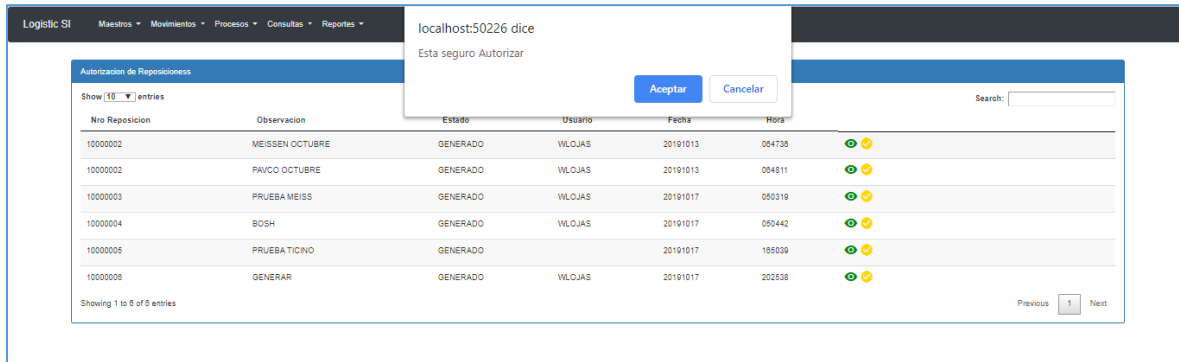 Logistic SI Maestros Movimientos Procesos Consultas Reportes
localhost:50226 dice
Esta seguro Autorizar
Aceptar Cancelar
Autorizacion de Reposicioness
Show 10 entries Search:
Nro Reposicion Observacion Estado Usuario Fecha Hora
10000002 MEISSEN OCTUBRE GENERADO WLOJAS 20191013 064736
10000002 PAVCO OCTUBRE GENERADO WLOJAS 20191013 064811
10000003 PRUEBA MEISS GENERADO WLOJAS 20191017 050319
10000004 BOSH GENERADO WLOJAS 20191017 050442
10000005 PRUEBA TICINO GENERADO 20191017 165039
10000006 GENERAR GENERADO WLOJAS 20191017 202538
Showing 1 to 6 of 6 entries Previous 1 Next